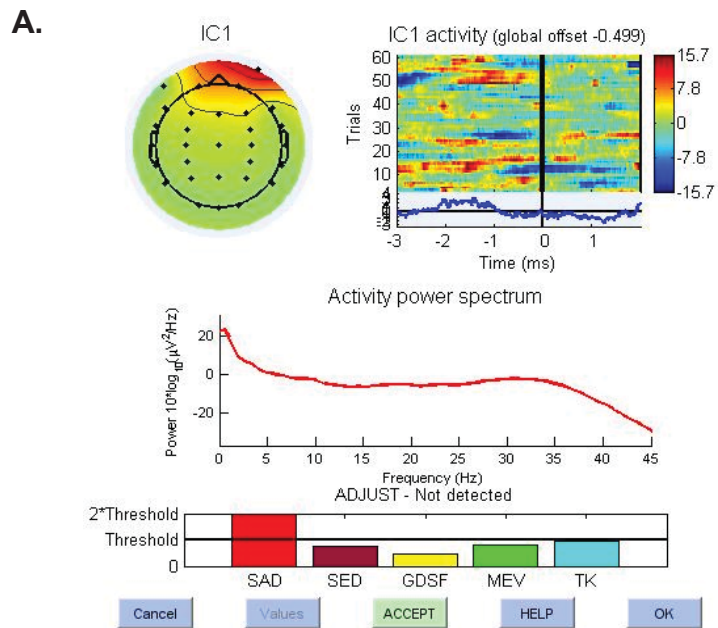 A.
IC1
IC1 activity (global offset -0.499)
Trials
60
50
40
30
20
10
15.7
7.8
0
-7.8
-15.7
-3 -2 -1 0 1
Time (ms)
Activity power spectrum
Power 10*log10(μV2/Hz)
20
0
-20
0 5 10 15 20 25 30 35 40 45
Frequency (Hz)
ADJUST - Not detected
2*Threshold
Threshold
0
SAD SED GDSF MEV TK
Cancel Values ACCEPT HELP OK